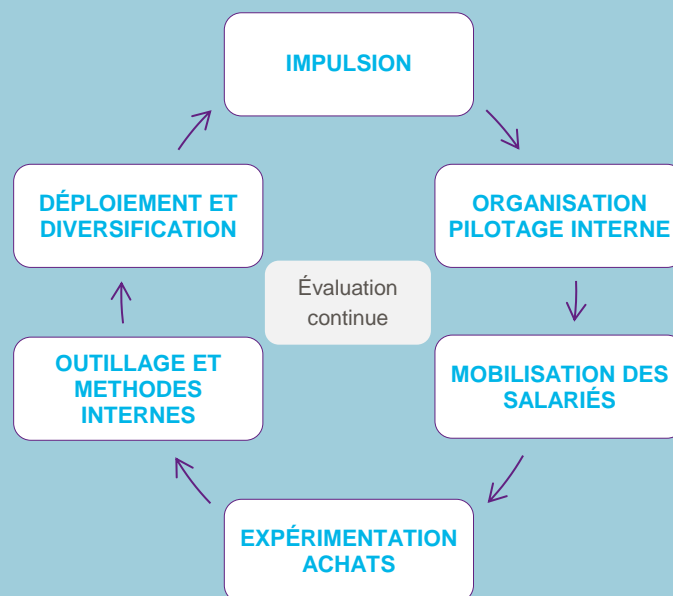 IMPULSION
ORGANISATION
PILOTAGE INTERNE
MOBILISATION DES
SALARIÉS
EXPÉRIMENTATION
ACHATS
OUTILLAGE ET
METHODES
INTERNES
DÉPLOIEMENT ET
DIVERSIFICATION
Évaluation
continue